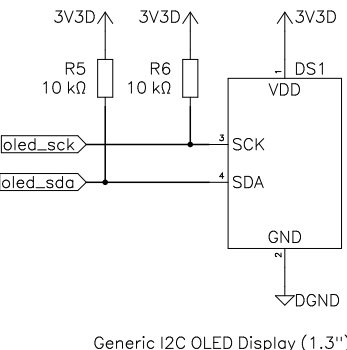 3V3D 3V3D 3V3D
R5 R6 DS1
10 kΩ 10 kΩ
1
VDD
oled_sck 3 SCK
oled_sda 4 SDA
GND
2
DGND
Generic I2C OLED Display (1.3")